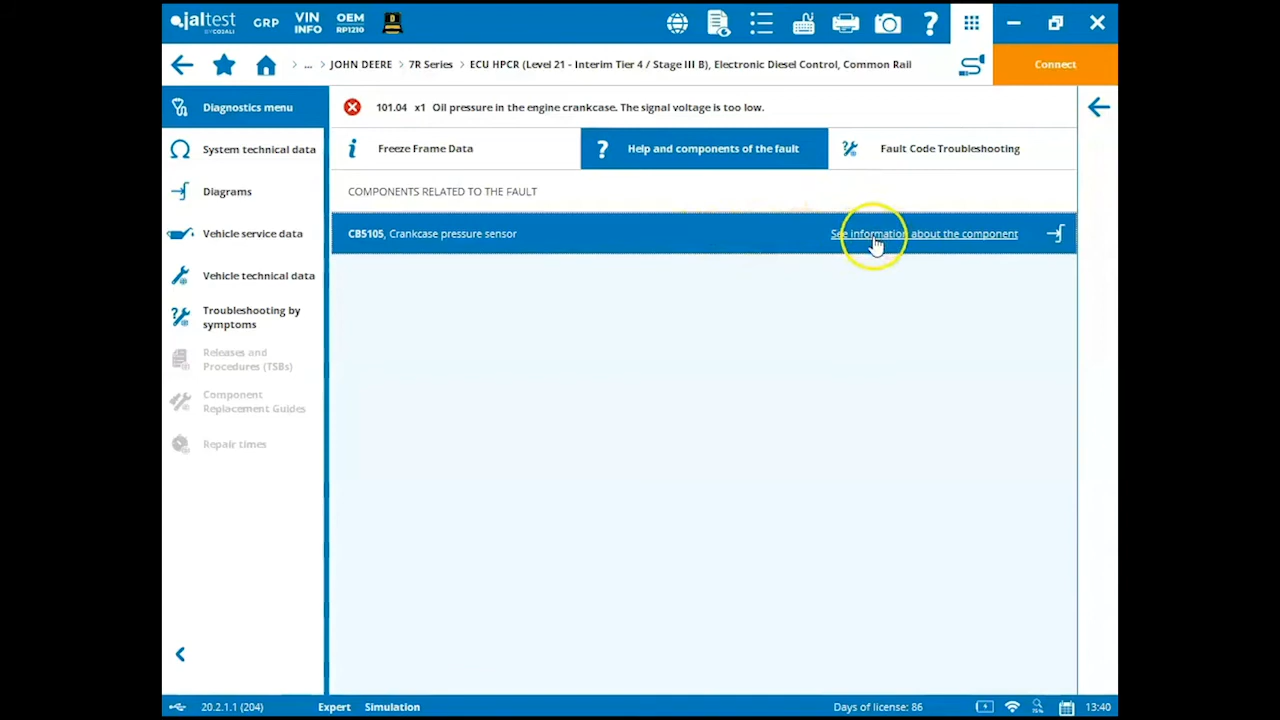 jaltest
BY COJALI
GRP
VIN
INFO
OEM
RP1210
?
... > JOHN DEERE > 7R Series > ECU HPCR (Level 21 - Interim Tier 4 / Stage III B), Electronic Diesel Control, Common Rail
Connect
Diagnostics menu
101.04 x1 Oil pressure in the engine crankcase. The signal voltage is too low.
System technical data
Freeze Frame Data
Help and components of the fault
Fault Code Troubleshooting
Diagrams
COMPONENTS RELATED TO THE FAULT
Vehicle service data
CB5105, Crankcase pressure sensor
See information about the component
Vehicle technical data
Troubleshooting by
symptoms
Releases and
Procedures (TSBs)
Component
Replacement Guides
Repair times
20.2.1.1 (204)
Expert
Simulation
Days of license: 86
13:40